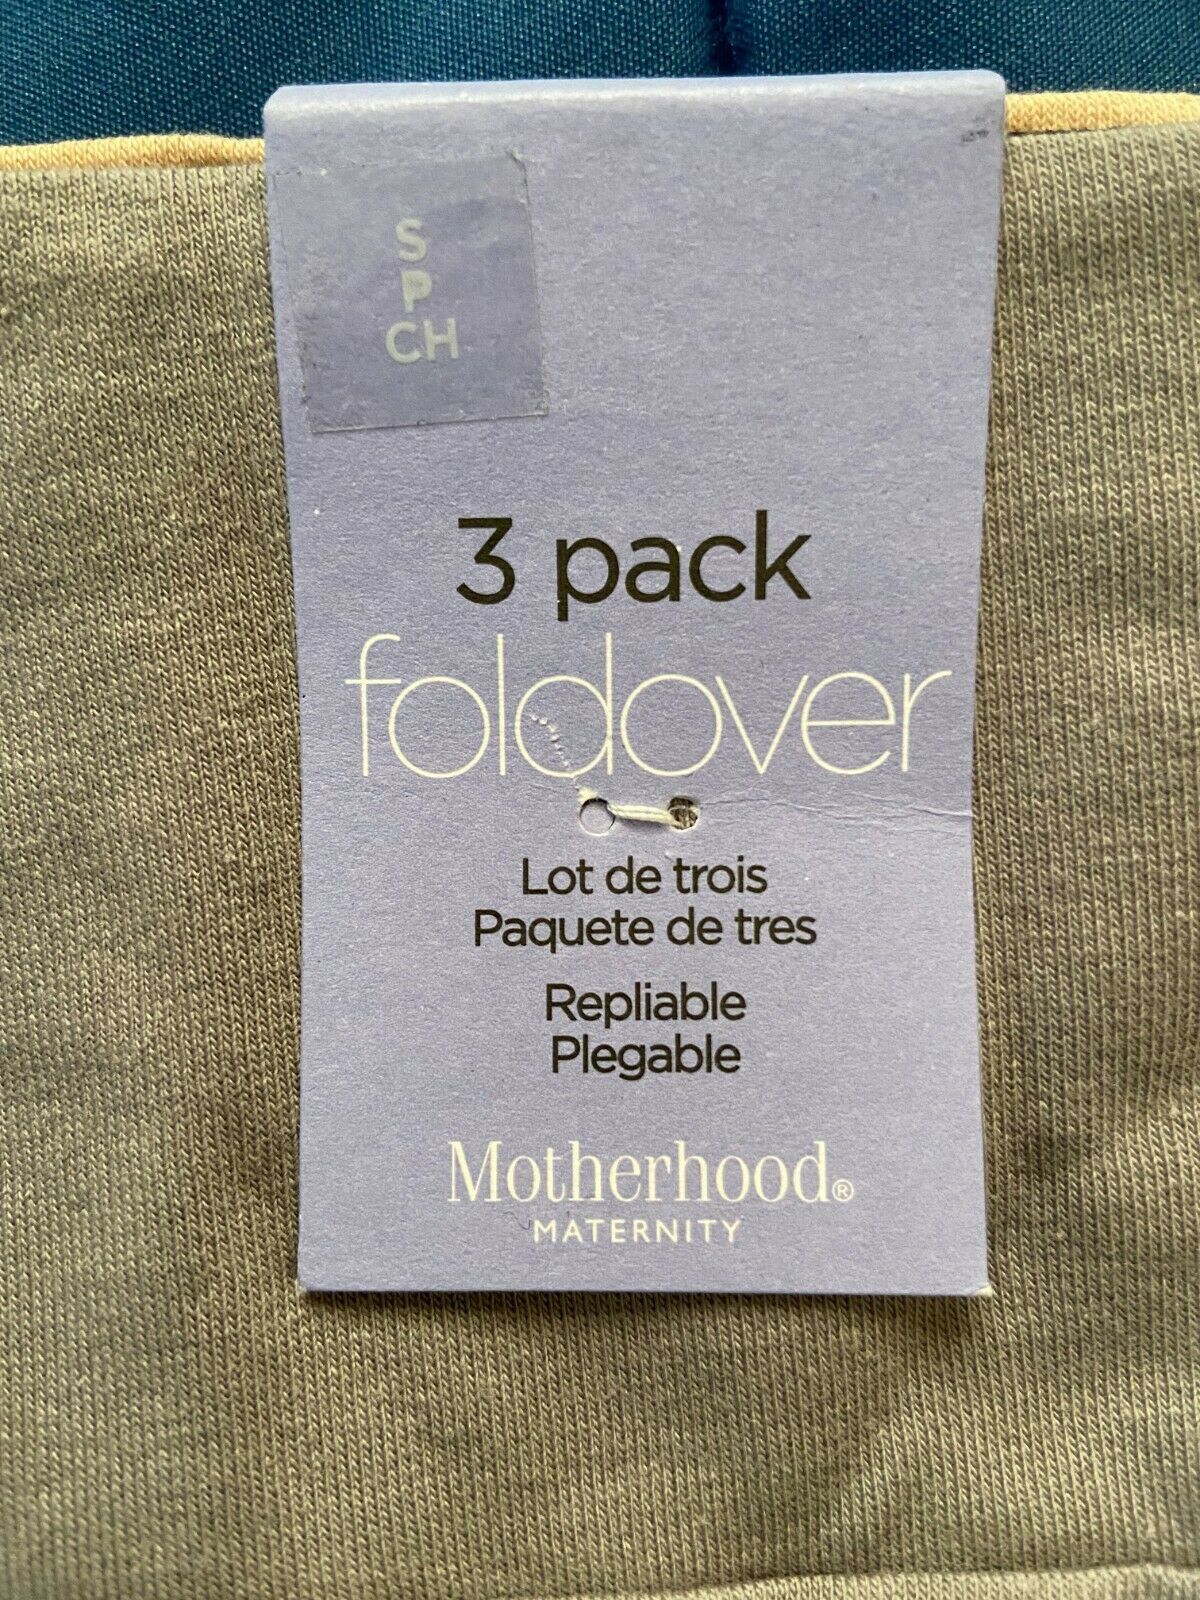 S
P
CH
3 pack
foldover
Lot de trois
Paquete de tres
Repliable
Plegable
Motherhood®
MATERNITY